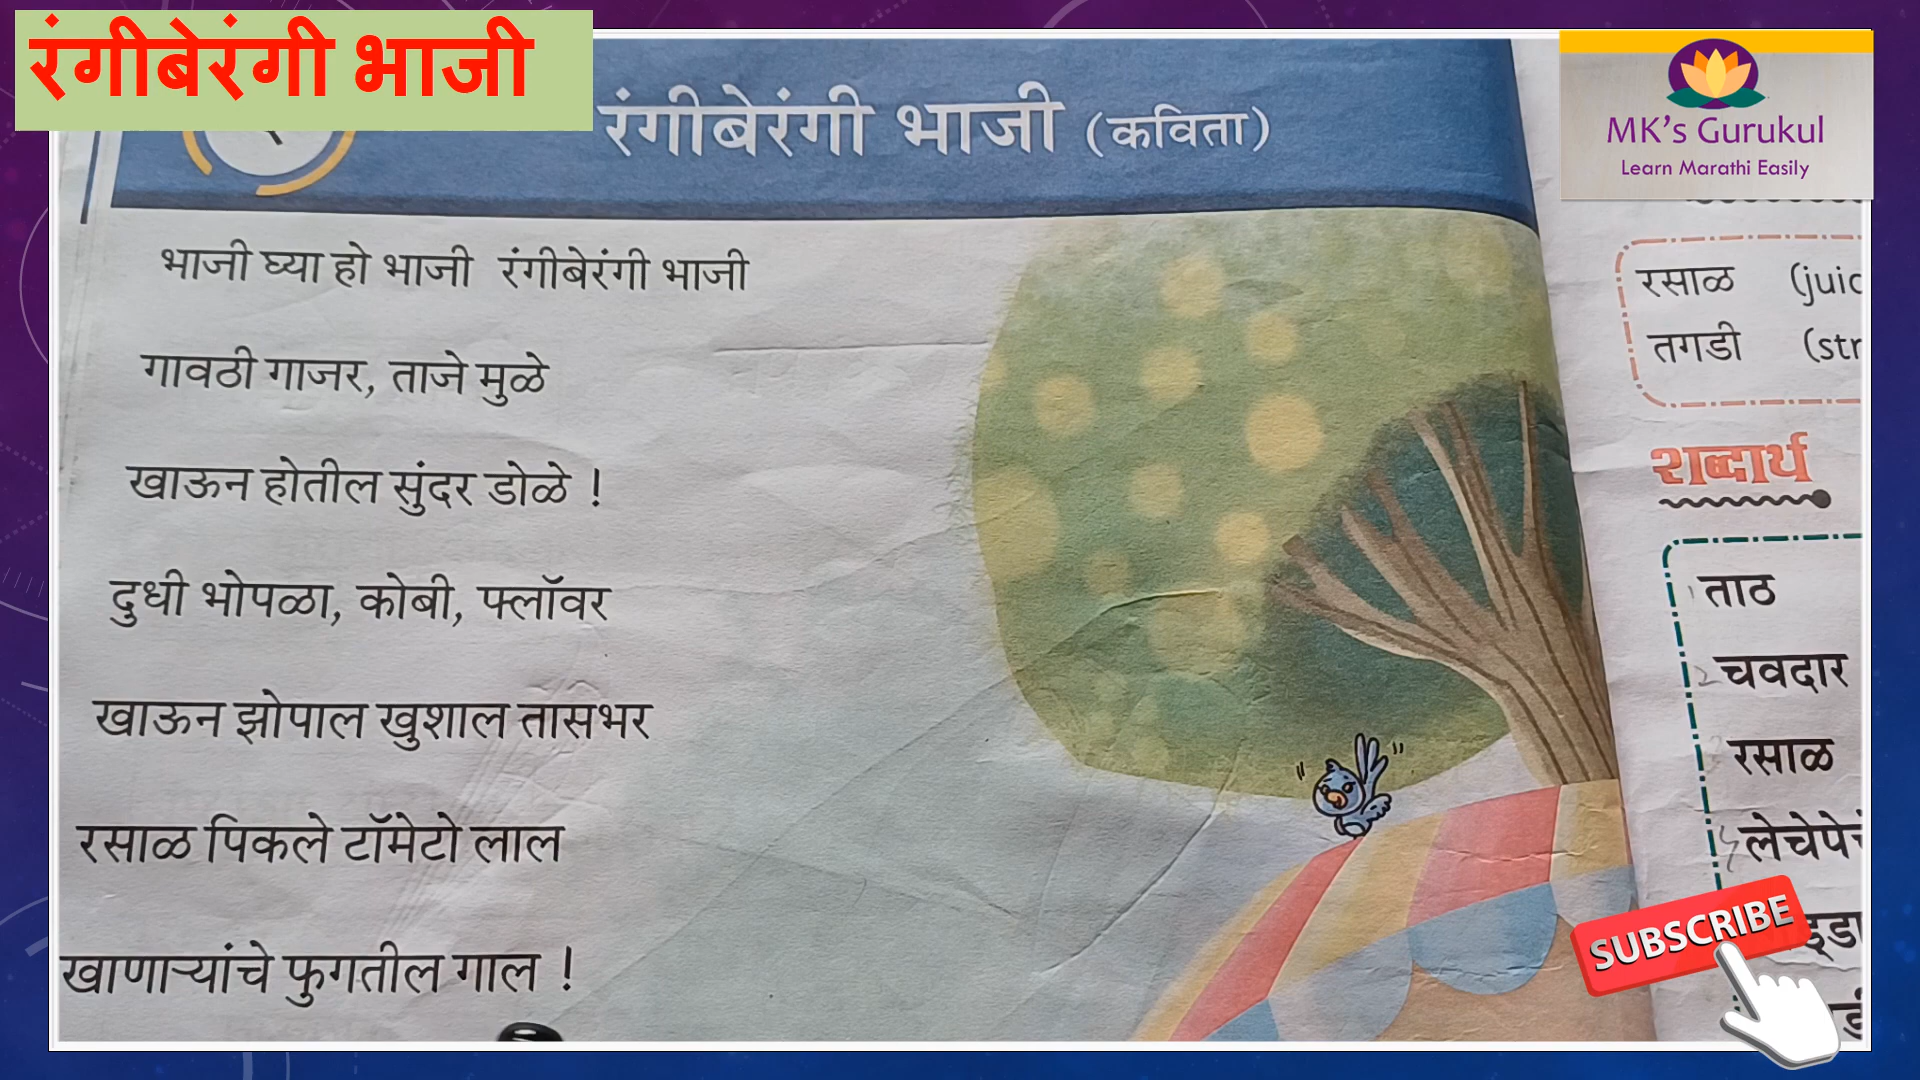 रंगीबेरंगी भाजी
रंगीबेरंगी भाजी (कविता)
MK's Gurukul
Learn Marathi Easily
भाजी घ्या हो भाजी रंगीबेरंगी भाजी
गावठी गाजर, ताजे मुळे
खाऊन होतील सुंदर डोळे !
दुधी भोपळा, कोबी, फ्लॉवर
खाऊन झोपाल खुशाल तासभर
रसाळ पिकले टॉमेटो लाल
खाणाऱ्यांचे फुगतील गाल !
रसाळ
तगडी
शब्दार्थ
ताठ
चवदार
रसाळ
SUBSCRIBE